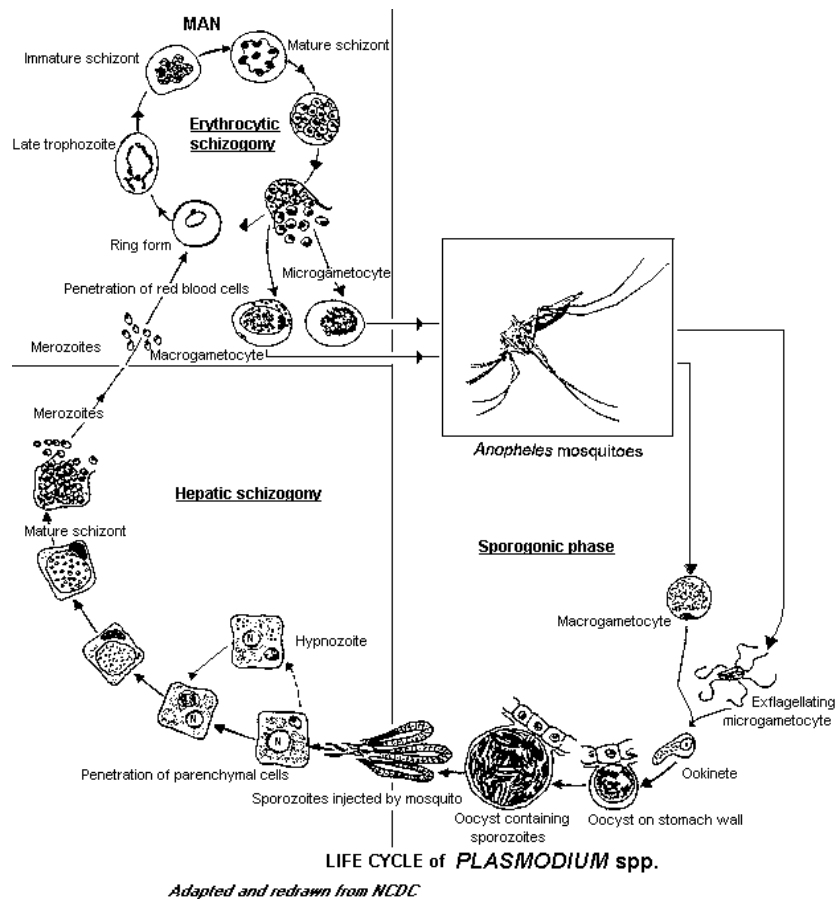 MAN
Immature schizont
Mature schizont
Erythrocytic
schizogony
Late trophozoite
Ring form
Microgametocyte
Penetration of red blood cells
Merozoites
Macrogametocyte
Merozoites
Anopheles mosquitoes
Hepatic schizogony
Mature schizont
Sporogonic phase
Macrogametocyte
Hypnozoite
N
N
N
Exflagellating
microgametocyte
Penetration of parenchymal cells
Ookinete
Sporozoites injected by mosquito
Oocyst containing
sporozoites
Oocyst on stomach wall
LIFE CYCLE of PLASMODIUM spp.
Adapted and redrawn from NCDC